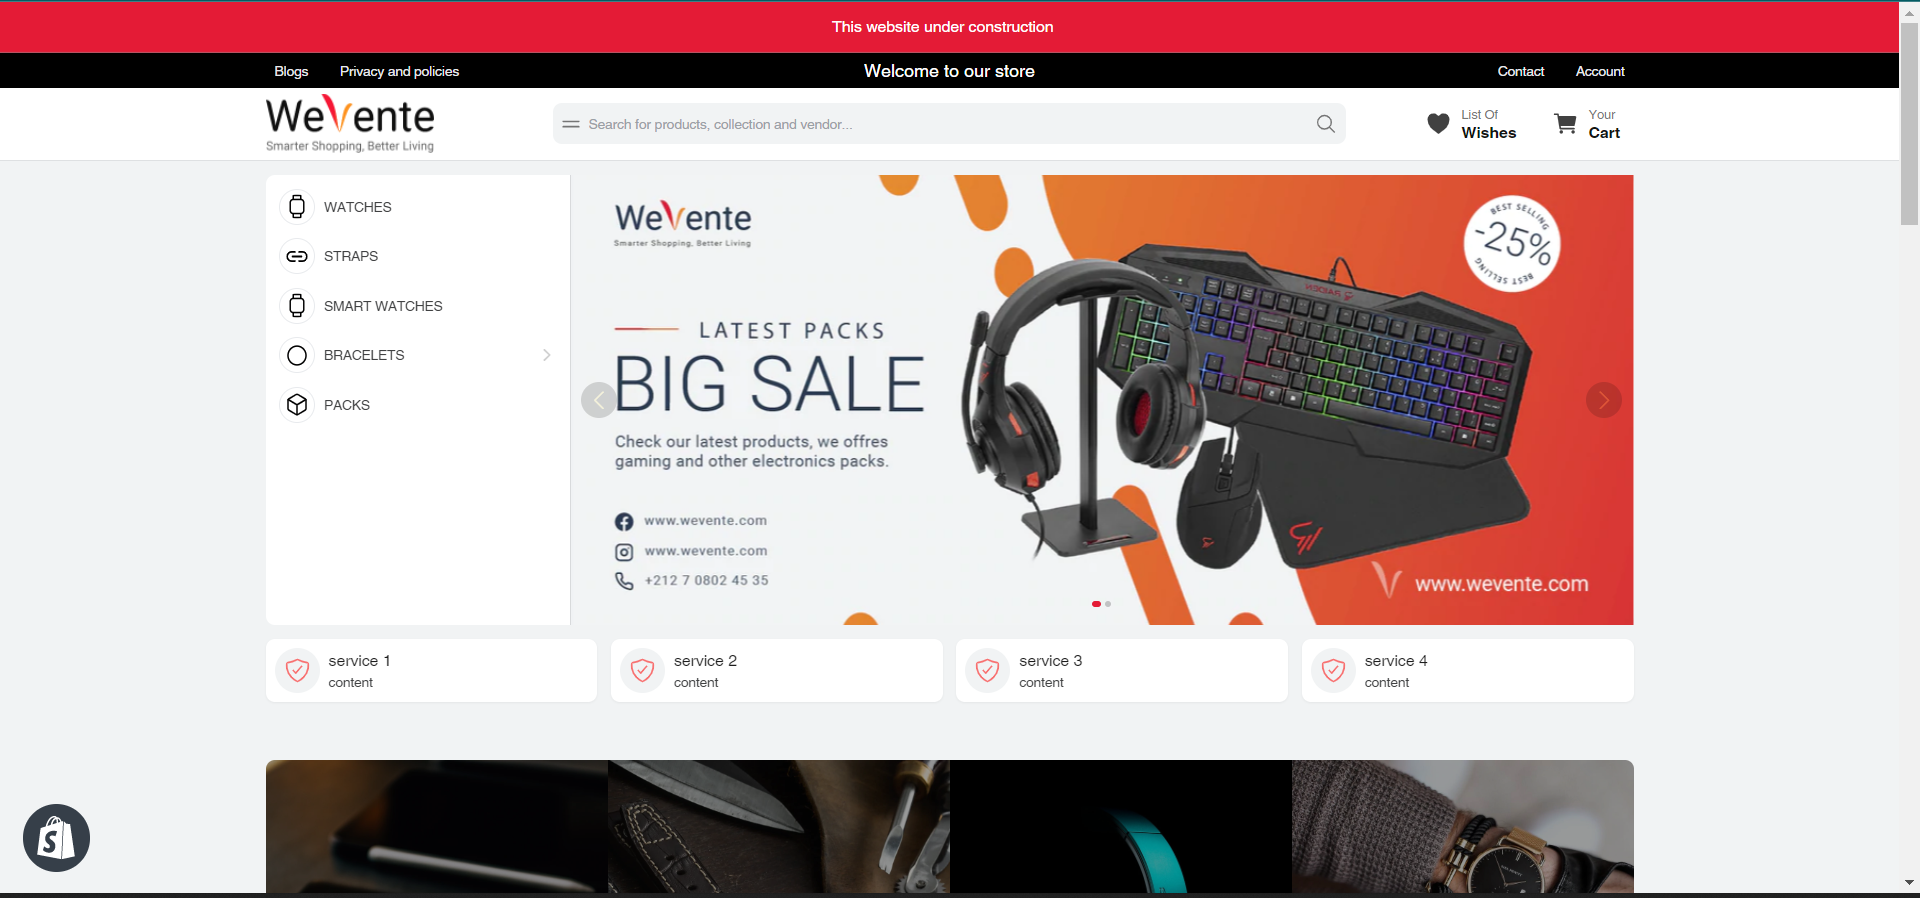 This website under construction
Blogs
Privacy and policies
Welcome to our store
Contact
Account
WeVente
Smarter Shopping, Better Living
Search for products, collection and vendor...
List Of
Wishes
Your
Cart
WATCHES
STRAPS
SMART WATCHES
BRACELETS
PACKS
WeVente
Smarter Shopping, Better Living
LATEST PACKS
BIG SALE
Check our latest products, we offres
gaming and other electronics packs.
www.wevente.com
www.wevente.com
+212 7 0802 45 35
BEST SELLING
-25%
BEST SELLING
www.wevente.com
service 1
content
service 2
content
service 3
content
service 4
content